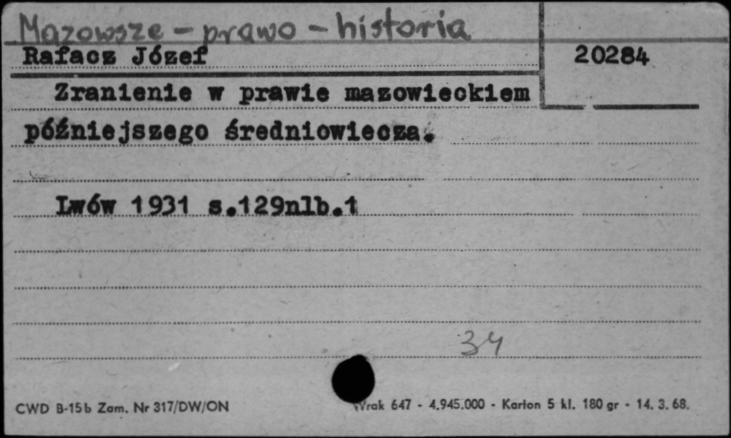 Mazowsze - prawo - historia
Rafacz Józef 20284
Zranienie w prawie mazowieckiem
późniejszego średniowiecza.
Lwów 1931 s.129nlb.1
34
CWD B-15b Zam. Nr 317/DW/ON Wrak 647 - 4.945.000 - Karton 5 kl. 180 gr - 14. 3. 68.